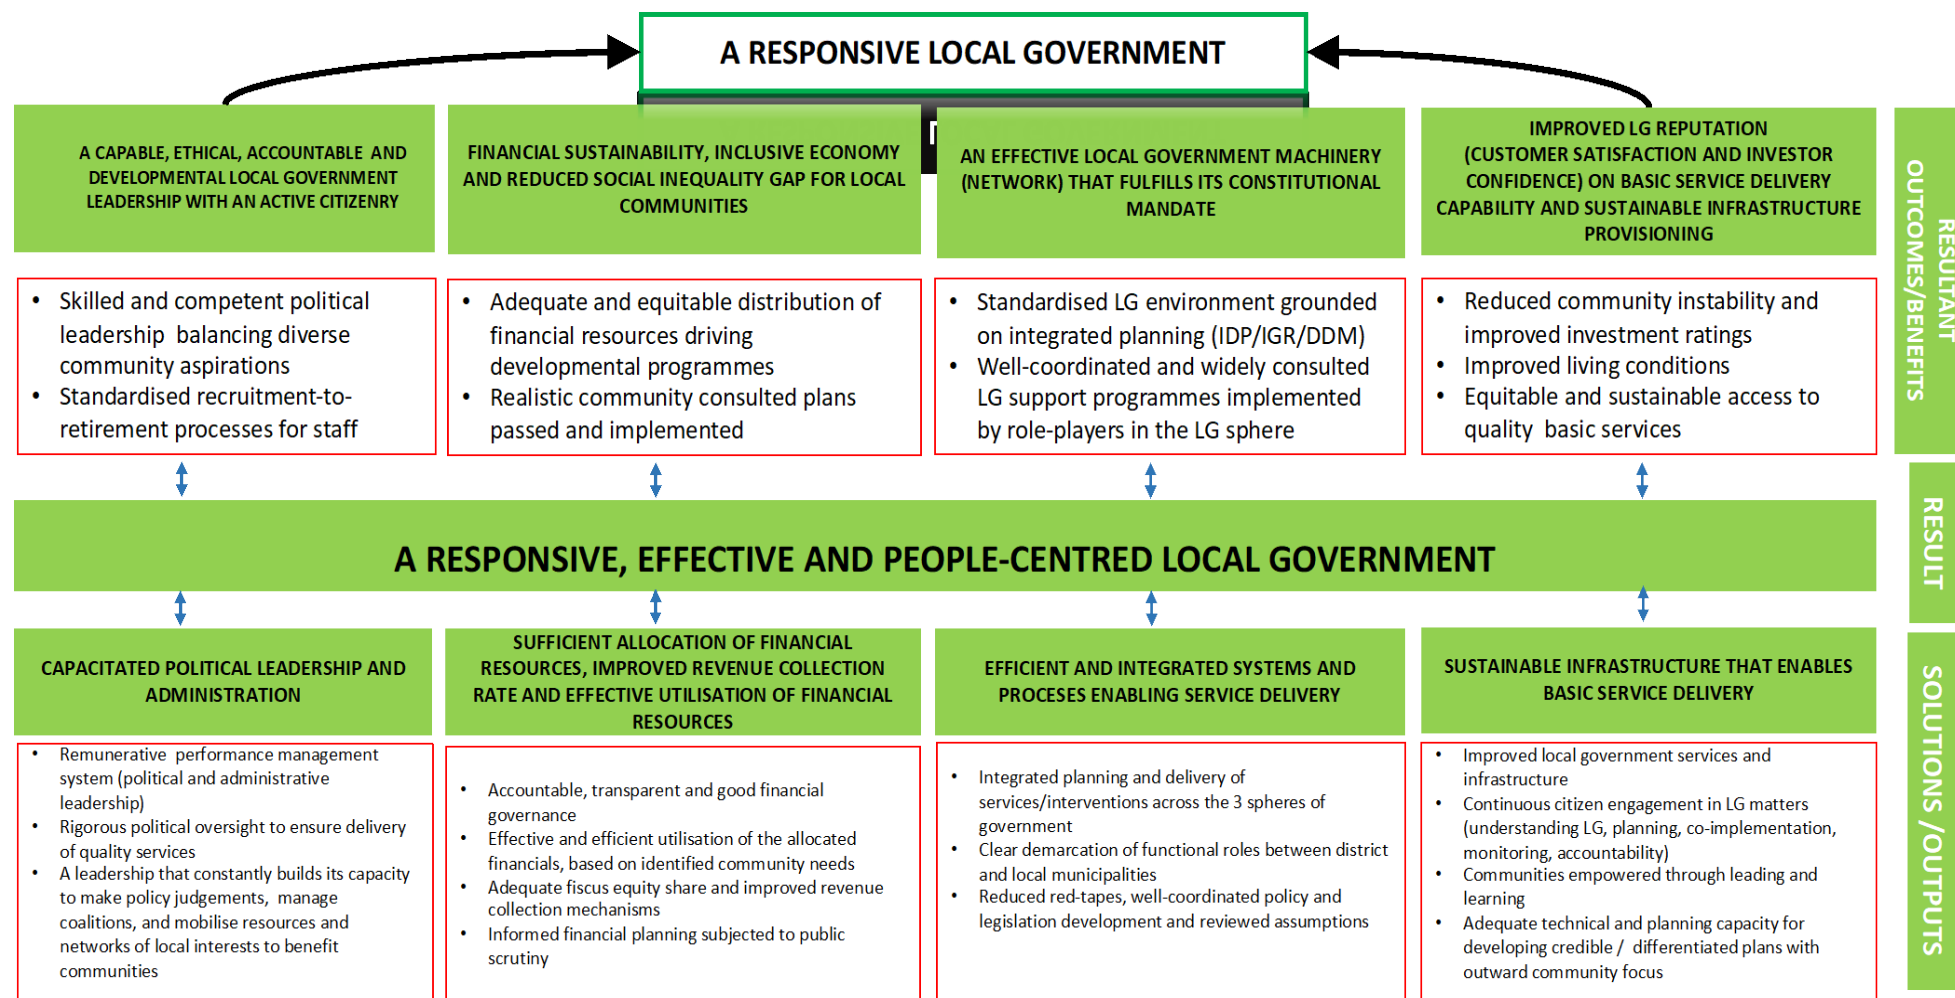 A RESPONSIVE LOCAL GOVERNMENT
A CAPABLE, ETHICAL, ACCOUNTABLE AND
DEVELOPMENTAL LOCAL GOVERNMENT
LEADERSHIP WITH AN ACTIVE CITIZENRY
FINANCIAL SUSTAINABILITY, INCLUSIVE ECONOMY
AND REDUCED SOCIAL INEQUALITY GAP FOR LOCAL
COMMUNITIES
AN EFFECTIVE LOCAL GOVERNMENT MACHINERY
(NETWORK) THAT FULFILLS ITS CONSTITUTIONAL
MANDATE
IMPROVED LG REPUTATION
(CUSTOMER SATISFACTION AND INVESTOR
CONFIDENCE) ON BASIC SERVICE DELIVERY
CAPABILITY AND SUSTAINABLE INFRASTRUCTURE
PROVISIONING
RESULTANT
OUTCOMES/BENEFITS
• Skilled and competent political
leadership balancing diverse
community aspirations
• Standardised recruitment-to-
retirement processes for staff
• Adequate and equitable distribution of
financial resources driving
developmental programmes
• Realistic community consulted plans
passed and implemented
• Standardised LG environment grounded
on integrated planning (IDP/IGR/DDM)
• Well-coordinated and widely consulted
LG support programmes implemented
by role-players in the LG sphere
• Reduced community instability and
improved investment ratings
• Improved living conditions
• Equitable and sustainable access to
quality basic services
A RESPONSIVE, EFFECTIVE AND PEOPLE-CENTRED LOCAL GOVERNMENT
RESULT
CAPACITATED POLITICAL LEADERSHIP AND
ADMINISTRATION
SUFFICIENT ALLOCATION OF FINANCIAL
RESOURCES, IMPROVED REVENUE COLLECTION
RATE AND EFFECTIVE UTILISATION OF FINANCIAL
RESOURCES
EFFICIENT AND INTEGRATED SYSTEMS AND
PROCESES ENABLING SERVICE DELIVERY
SUSTAINABLE INFRASTRUCTURE THAT ENABLES
BASIC SERVICE DELIVERY
SOLUTIONS /OUTPUTS
• Remunerative performance management
system (political and administrative
leadership)
• Rigorous political oversight to ensure delivery
of quality services
• A leadership that constantly builds its capacity
to make policy judgements, manage
coalitions, and mobilise resources and
networks of local interests to benefit
communities
• Accountable, transparent and good financial
governance
• Effective and efficient utilisation of the allocated
financials, based on identified community needs
• Adequate fiscus equity share and improved revenue
collection mechanisms
• Informed financial planning subjected to public
scrutiny
• Integrated planning and delivery of
services/interventions across the 3 spheres of
government
• Clear demarcation of functional roles between district
and local municipalities
• Reduced red-tapes, well-coordinated policy and
legislation development and reviewed assumptions
• Improved local government services and
infrastructure
• Continuous citizen engagement in LG matters
(understanding LG, planning, co-implementation,
monitoring, accountability)
• Communities empowered through leading and
learning
• Adequate technical and planning capacity for
developing credible / differentiated plans with
outward community focus